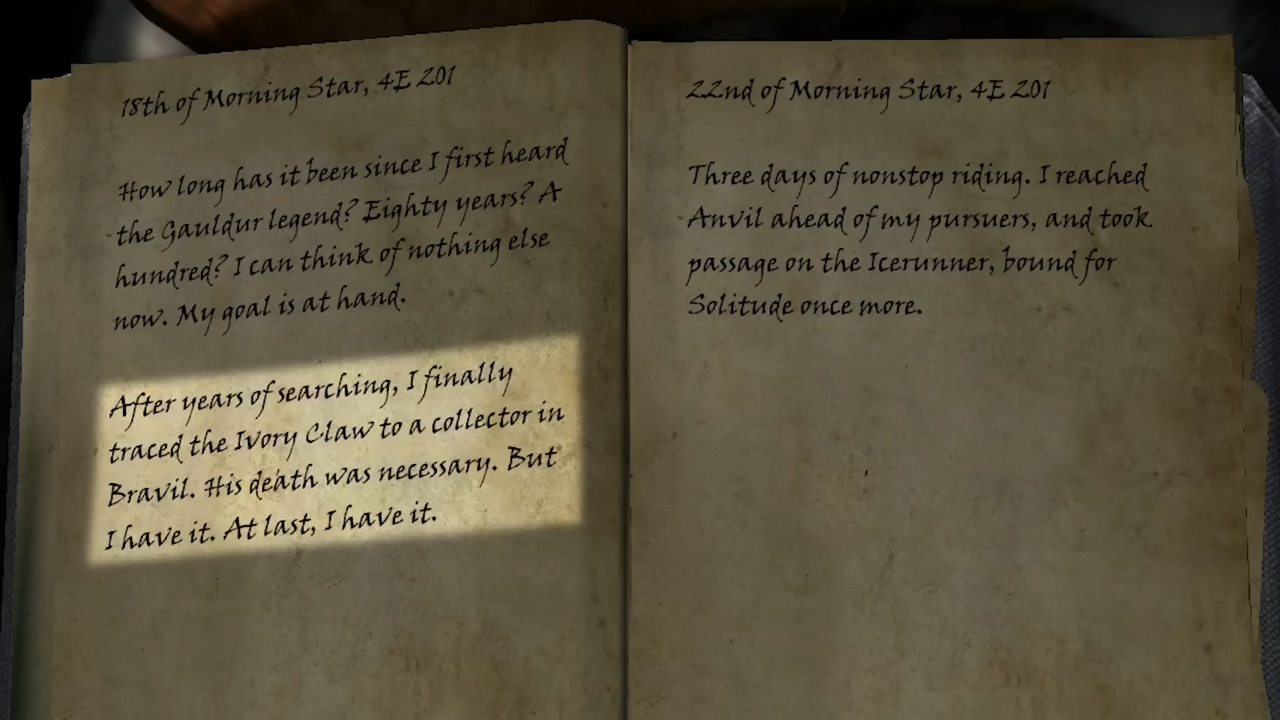 18th of Morning Star, 4E 201
How long has it been since I first heard
the Gauldur legend? Eighty years? A
hundred? I can think of nothing else
now. My goal is at hand.
After years of searching, I finally
traced the Ivory Claw to a collector in
Bravil. His death was necessary. But
I have it. At last, I have it.
22nd of Morning Star, 4E 201
Three days of nonstop riding. I reached
Anvil ahead of my pursuers, and took
passage on the Icerunner, bound for
Solitude once more.